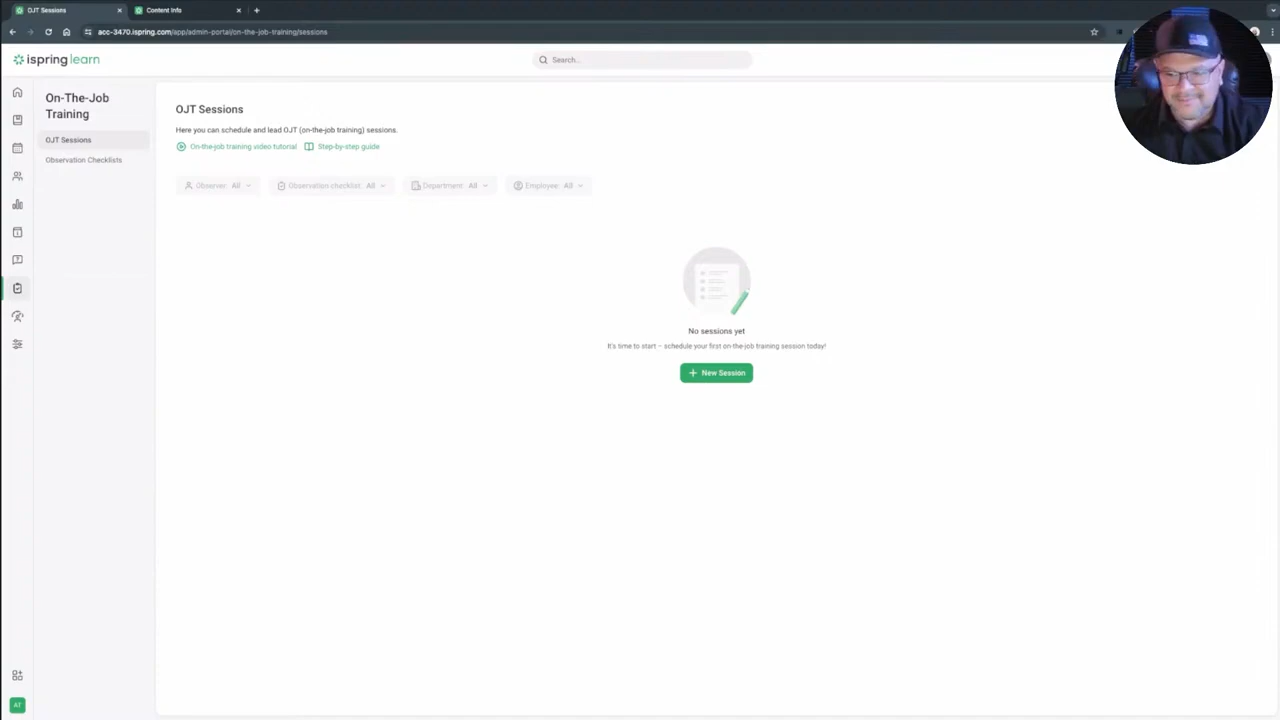 OJT Sessions
Content Info
acc-3470.ispring.com/app/admin-portal/on-the-job-training/sessions
ispring learn
Search...
On-The-Job
Training
OJT Sessions
Observation Checklists
OJT Sessions
Here you can schedule and lead OJT (on-the-job training) sessions.
On-the-job training video tutorial
Step-by-step guide
Observer: All
Observation checklist: All
Department: All
Employee: All
No sessions yet
It's time to start – schedule your first on-the-job training session today!
New Session
AT